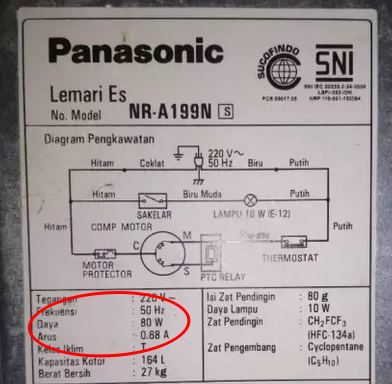 Panasonic
SUCOFINDO
SNI
Lemari Es
No. Model NR-A199N S
Diagram Pengkawatan
Hitam Coklat 220 V~ 50 Hz Biru Putih
Hitam Biru Muda Putih
SAKELAR LAMPU 10 W (E-12)
Hitam COMP MOTOR Putih
M
C
S
MOTOR PROTECTOR PTC RELAY THERMOSTAT
Tegangan : 220 V~
Frekuensi : 50 Hz
Daya : 80 W
Arus : 0.68 A
Kelas Iklim : T
Kapasitas Kotor : 164 L
Berat Bersih : 27 kg
Isi Zat Pendingin : 80 g
Daya Lampu : 10 W
Zat Pendingin : CH₂FCF₃
(HFC-134a)
Zat Pengembang : Cyclopentane
(C₅H₁₀)